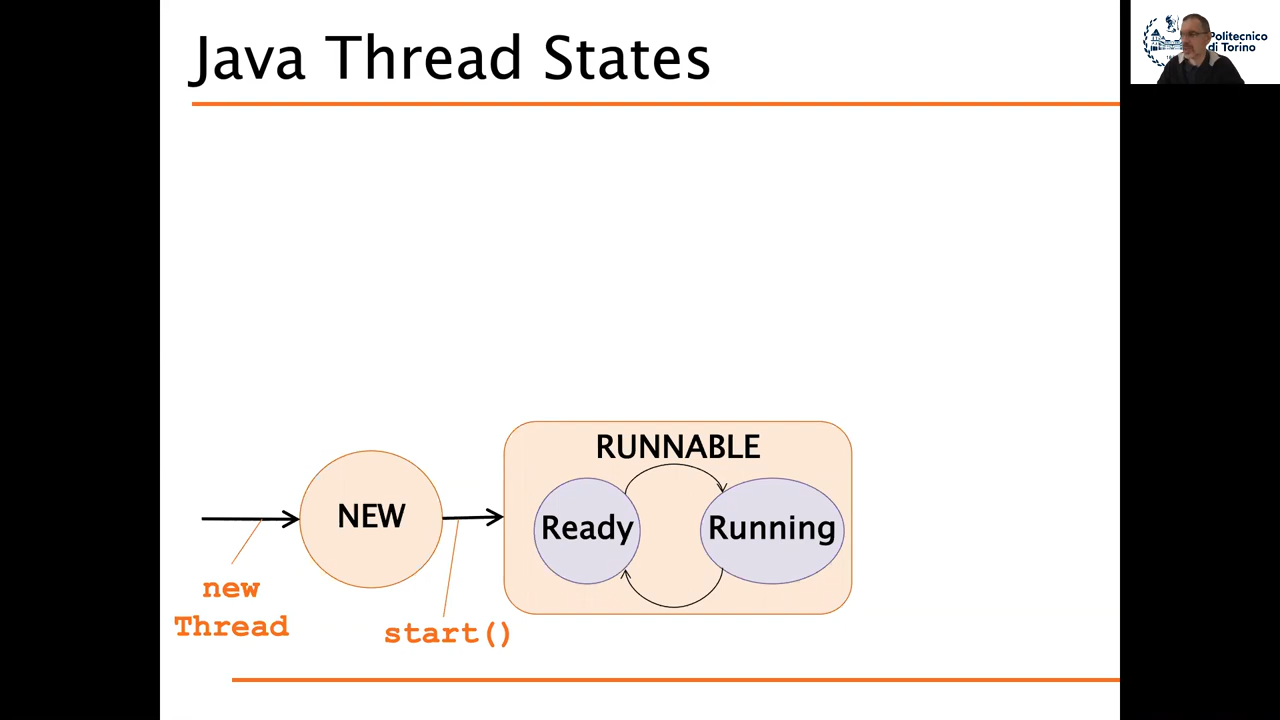 Java Thread States
Politecnico
di Torino
RUNNABLE
NEW
Ready
Running
new
Thread
start()